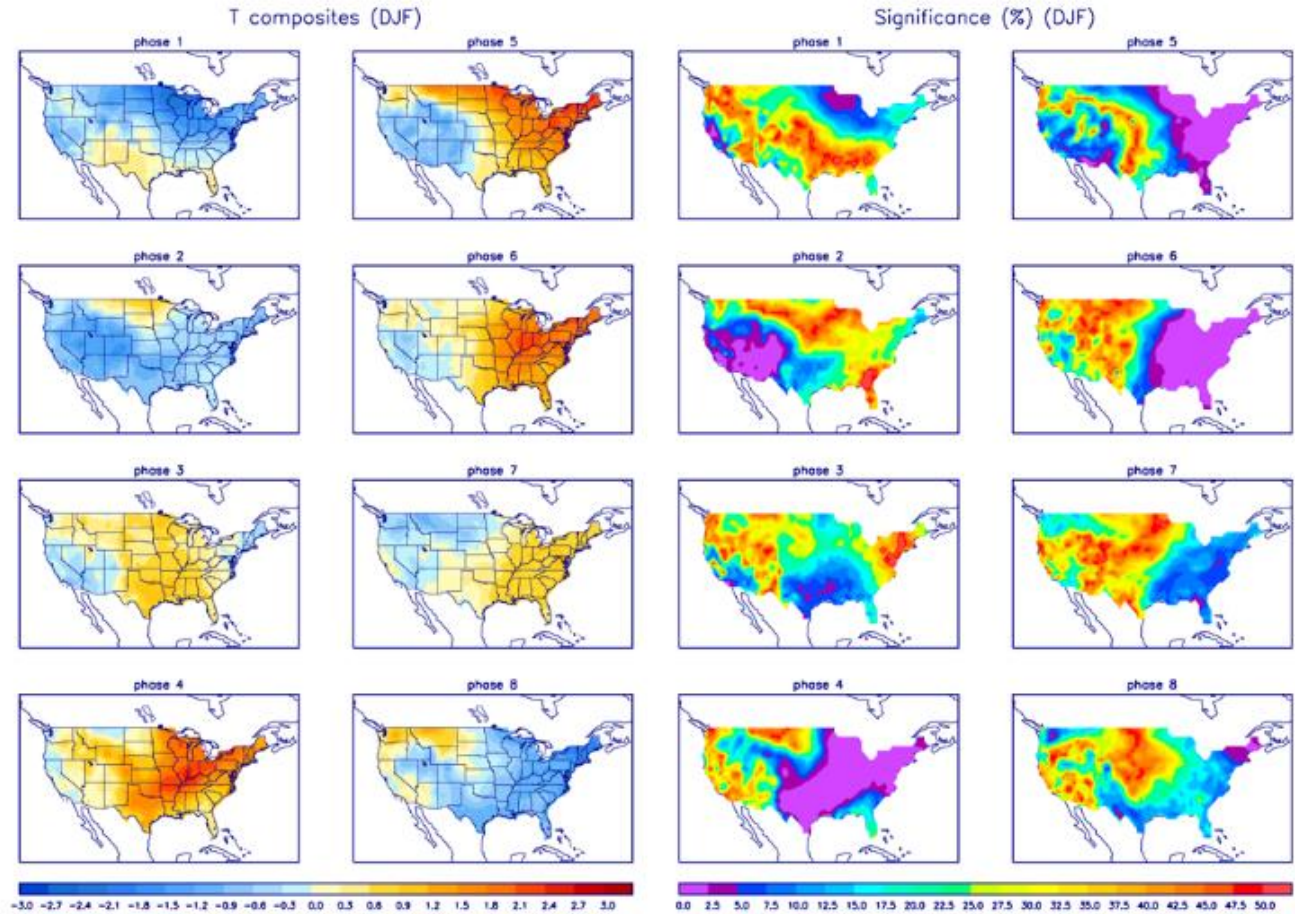 T composites (DJF) Significance (%) (DJF)
phase 1 phase 5 phase 1 phase 5
phase 2 phase 6 phase 2 phase 6
phase 3 phase 7 phase 3 phase 7
phase 4 phase 8 phase 4 phase 8
-3.0 -2.7 -2.4 -2.1 -1.8 -1.5 -1.2 -0.9 -0.6 -0.3 0.0 0.3 0.6 0.9 1.2 1.5 1.8 2.1 2.4 2.7 3.0 0.0 2.5 5.0 7.5 10.0 12.5 15.0 17.5 20.0 22.5 25.0 27.5 30.0 32.5 35.0 37.5 40.0 42.5 45.0 47.5 50.0